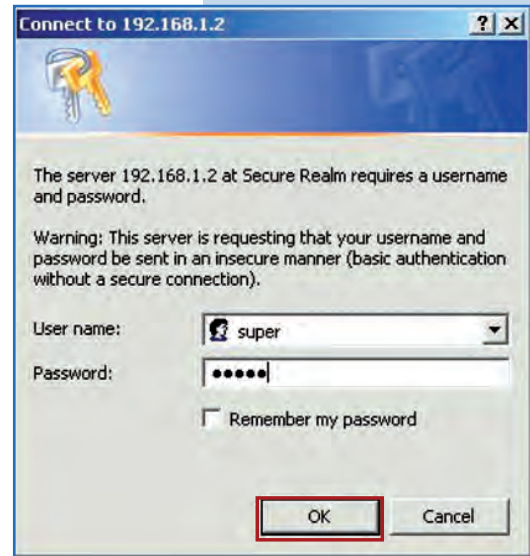 Connect to 192.168.1.2
The server 192.168.1.2 at Secure Realm requires a username
and password.
Warning: This server is requesting that your username and
password be sent in an insecure manner (basic authentication
without a secure connection).
User name:
super
Password:
•••••
Remember my password
OK
Cancel